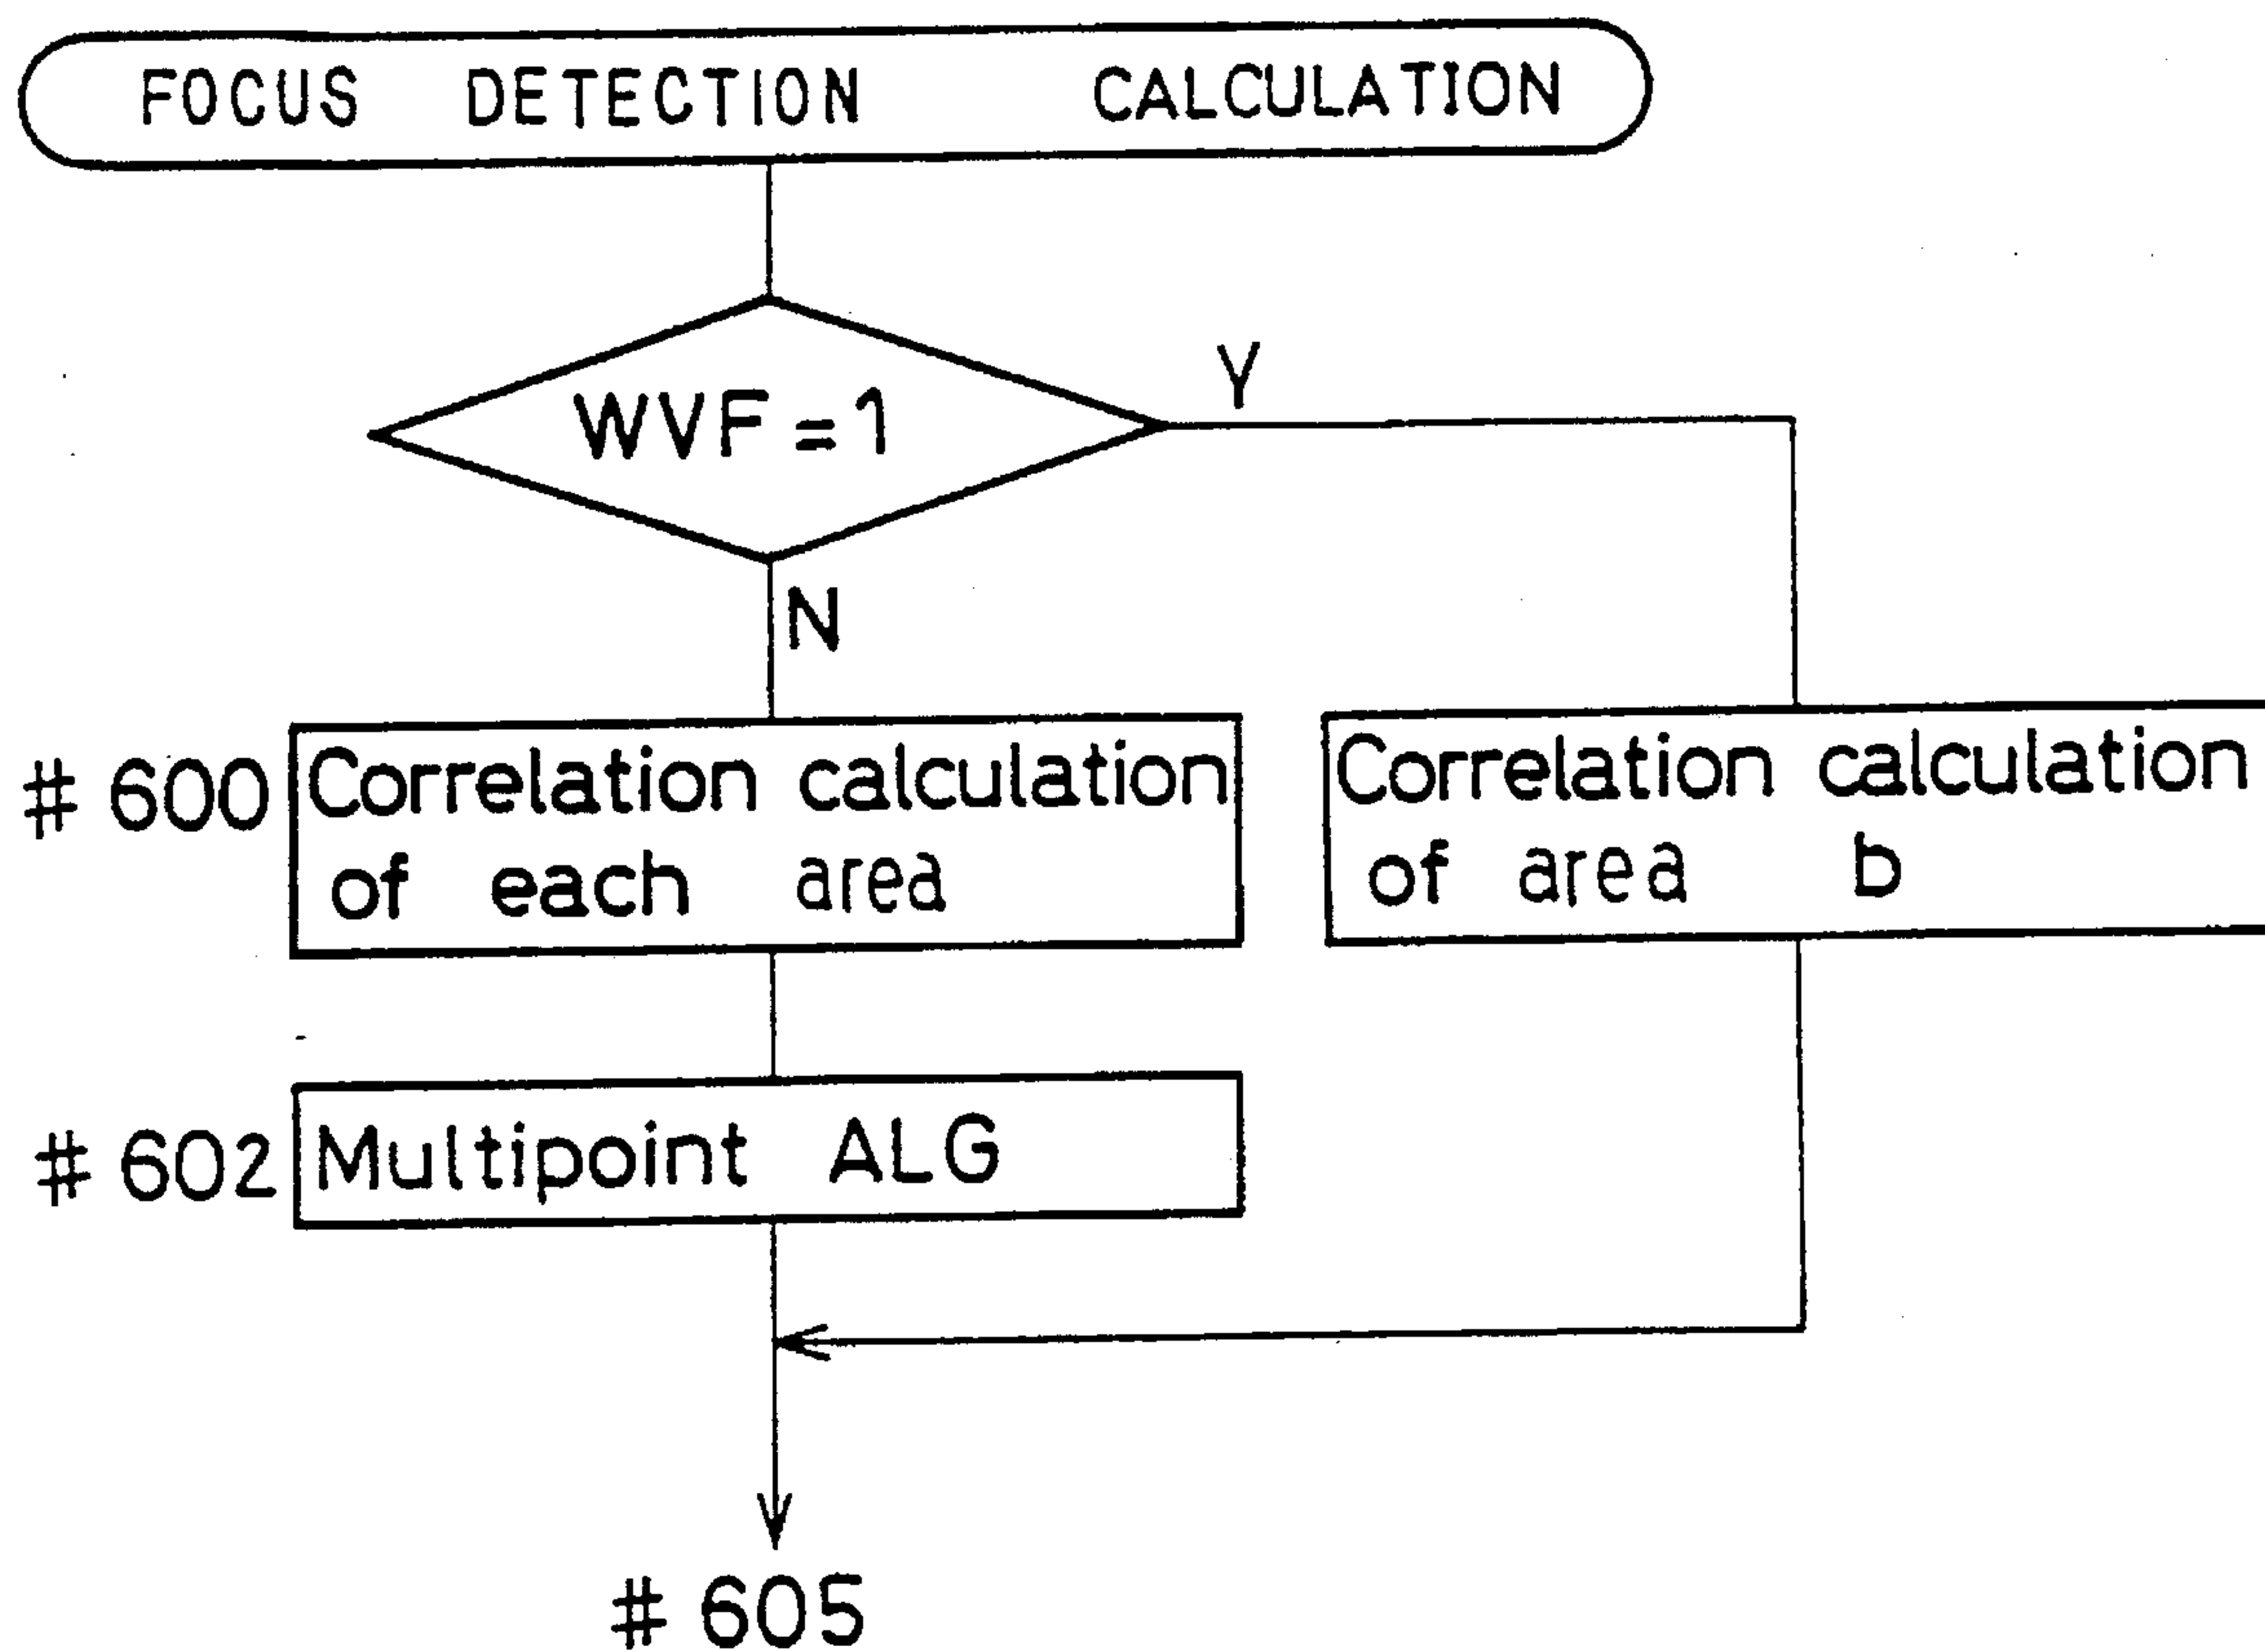 FOCUS DETECTION CALCULATION
WVF=1
Y
N
# 600
Correlation calculation
of each area
Correlation calculation
of area b
# 602
Multipoint ALG
# 605